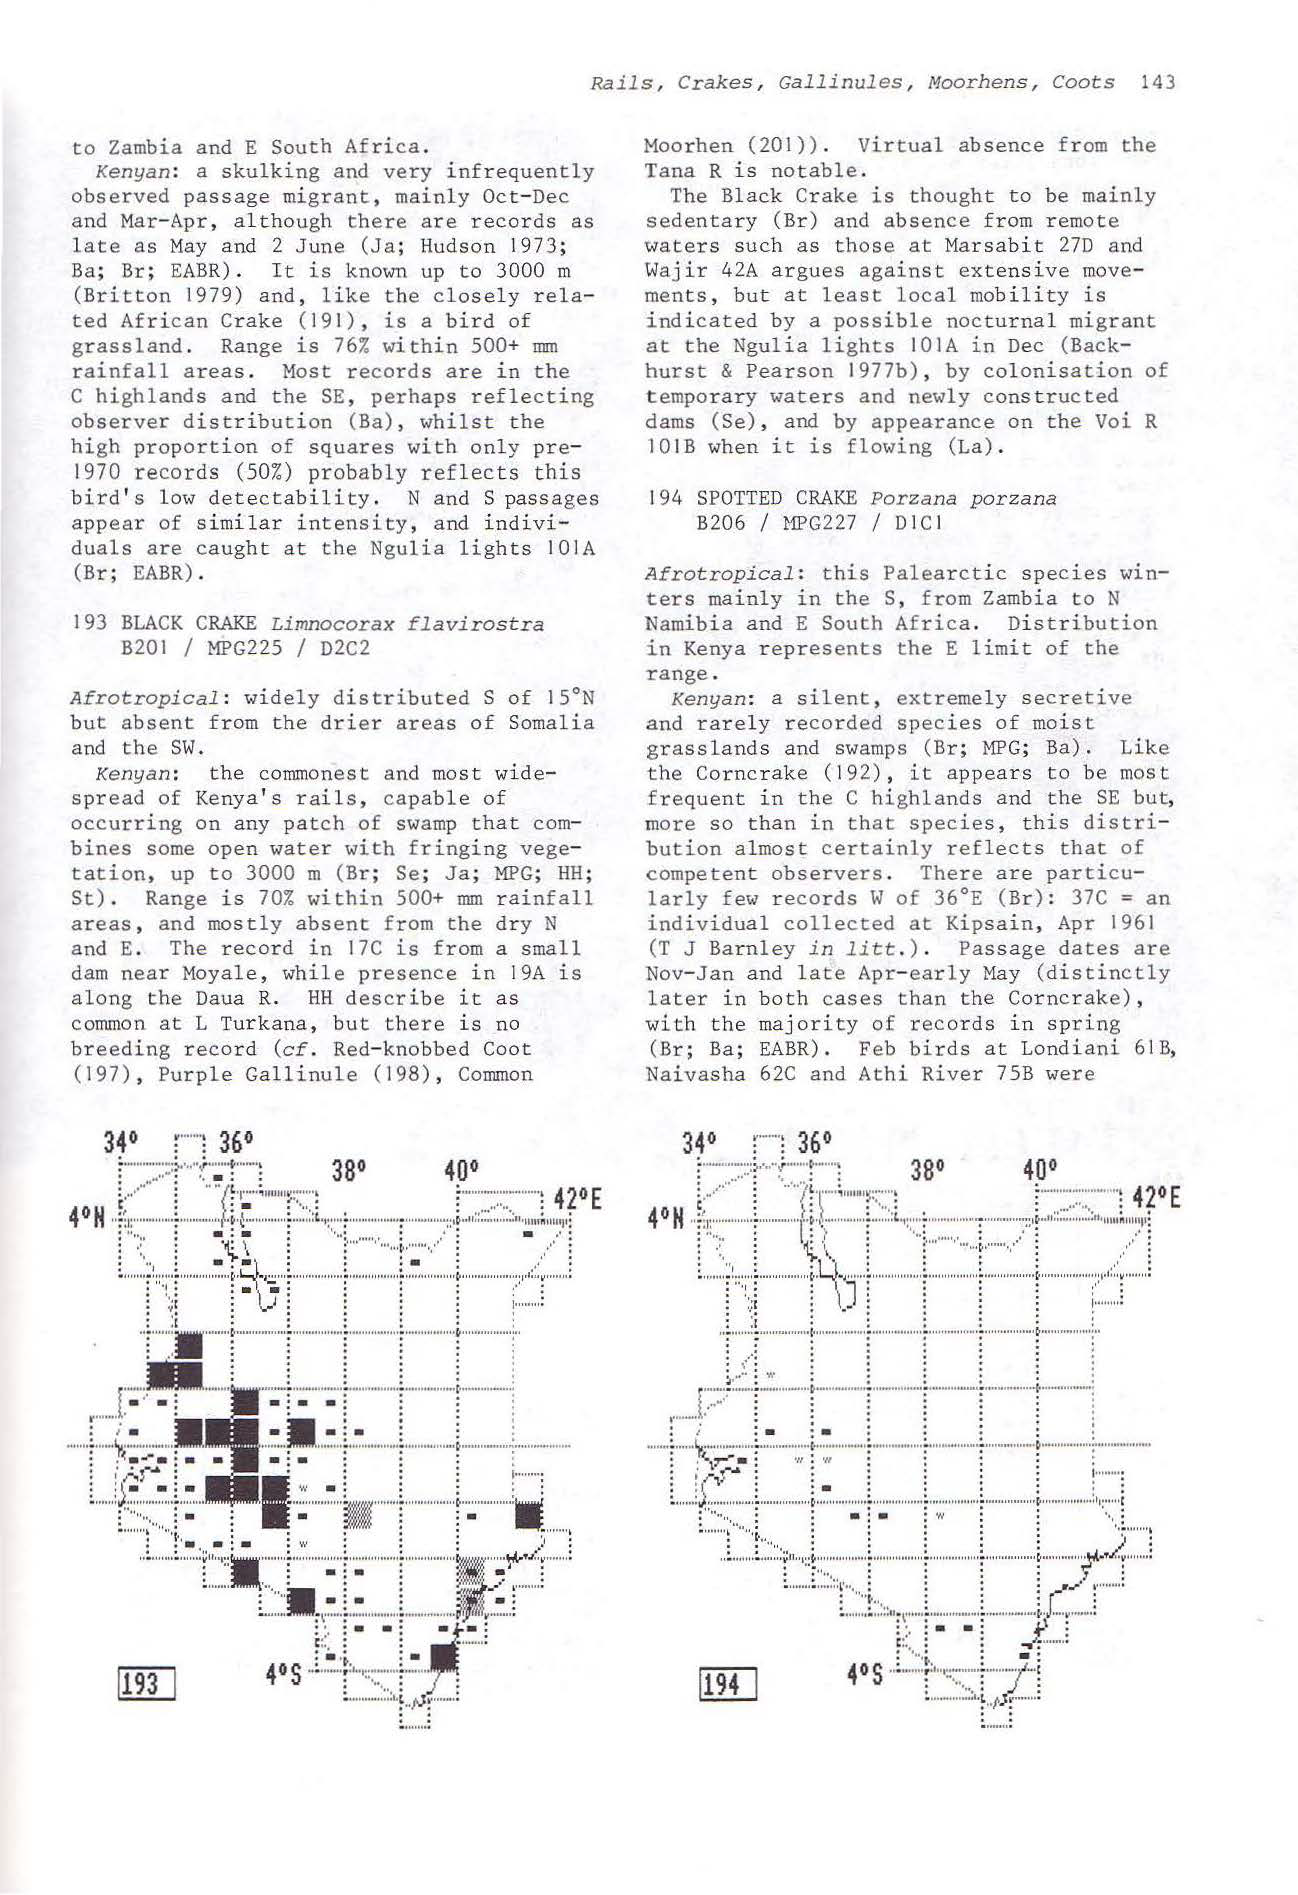 Rails, Crakes, Gallinules, Moorhens, Coots 143
to Zambia and E South Africa.
Kenyan: a skulking and very infrequently
observed passage migrant, mainly Oct-Dec
and Mar-Apr, although there are records as
late as May and 2 June (Ja; Hudson 1973;
Ba; Br; EABR). It is known up to 3000 m
(Britton 1979) and, like the closely rela-
ted African Crake (191), is a bird of
grassland. Range is 76% within 500+ mm
rainfall areas. Most records are in the
C highlands and the SE, perhaps reflecting
observer distribution (Ba), whilst the
high proportion of squares with only pre-
1970 records (50%) probably reflects this
bird's low detectability. N and S passages
appear of similar intensity, and indivi-
duals are caught at the Ngulia lights 101A
(Br; EABR).
193 BLACK CRAKE Limnocorax flavirostra
B201 / MPG225 / D2C2
Afrotropical: widely distributed S of 15°N
but absent from the drier areas of Somalia
and the SW.
Kenyan: the commonest and most wide-
spread of Kenya's rails, capable of
occurring on any patch of swamp that com-
bines some open water with fringing vege-
tation, up to 3000 m (Br; Se; Ja; MPG; HH;
St). Range is 70% within 500+ mm rainfall
areas, and mostly absent from the dry N
and E. The record in 17C is from a small
dam near Moyale, while presence in 19A is
along the Daua R. HH describe it as
common at L Turkana, but there is no
breeding record (cf. Red-knobbed Coot
(197), Purple Gallinule (198), Common
Moorhen (201)). Virtual absence from the
Tana R is notable.
The Black Crake is thought to be mainly
sedentary (Br) and absence from remote
waters such as those at Marsabit 27D and
Wajir 42A argues against extensive move-
ments, but at least local mobility is
indicated by a possible nocturnal migrant
at the Ngulia lights 101A in Dec (Back-
hurst & Pearson 1977b), by colonisation of
temporary waters and newly constructed
dams (Se), and by appearance on the Voi R
101B when it is flowing (La).
194 SPOTTED CRAKE Porzana porzana
B206 / MPG227 / D1C1
Afrotropical: this Palearctic species win-
ters mainly in the S, from Zambia to N
Namibia and E South Africa. Distribution
in Kenya represents the E limit of the
range.
Kenyan: a silent, extremely secretive
and rarely recorded species of moist
grasslands and swamps (Br; MPG; Ba). Like
the Corncrake (192), it appears to be most
frequent in the C highlands and the SE but,
more so than in that species, this distri-
bution almost certainly reflects that of
competent observers. There are particu-
larly few records W of 36°E (Br): 37C = an
individual collected at Kipsain, Apr 1961
(T J Barnley in litt.). Passage dates are
Nov-Jan and late Apr-early May (distinctly
later in both cases than the Corncrake),
with the majority of records in spring
(Br; Ba; EABR). Feb birds at Londiani 61B,
Naivasha 62C and Athi River 75B were
34° 36°
38° 40°
42°E
4°N
4°S
193
34° 36°
38° 40°
42°E
4°N
4°S
194